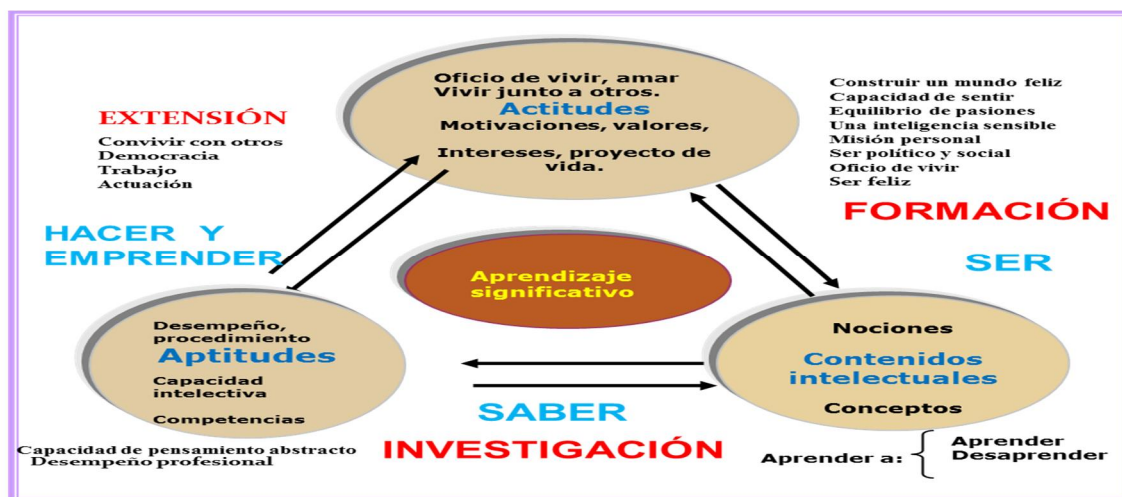 Oficio de vivir, amar
Vivir junto a otros.
Actitudes
Motivaciones, valores,
Intereses, proyecto de
vida.
EXTENSIÓN
Convivir con otros
Democracia
Trabajo
Actuación
Construir un mundo feliz
Capacidad de sentir
Equilibrio de pasiones
Una inteligencia sensible
Misión personal
Ser político y social
Oficio de vivir
Ser feliz
FORMACIÓN
SER
HACER Y
EMPRENDER
Aprendizaje
significativo
Desempeño,
procedimiento
Aptitudes
Capacidad
intelectiva
Competencias
Capacidad de pensamiento abstracto
Desempeño profesional
SABER
INVESTIGACIÓN
Nociones
Contenidos
intelectuales
Conceptos
Aprender a:
Aprender
Desaprender